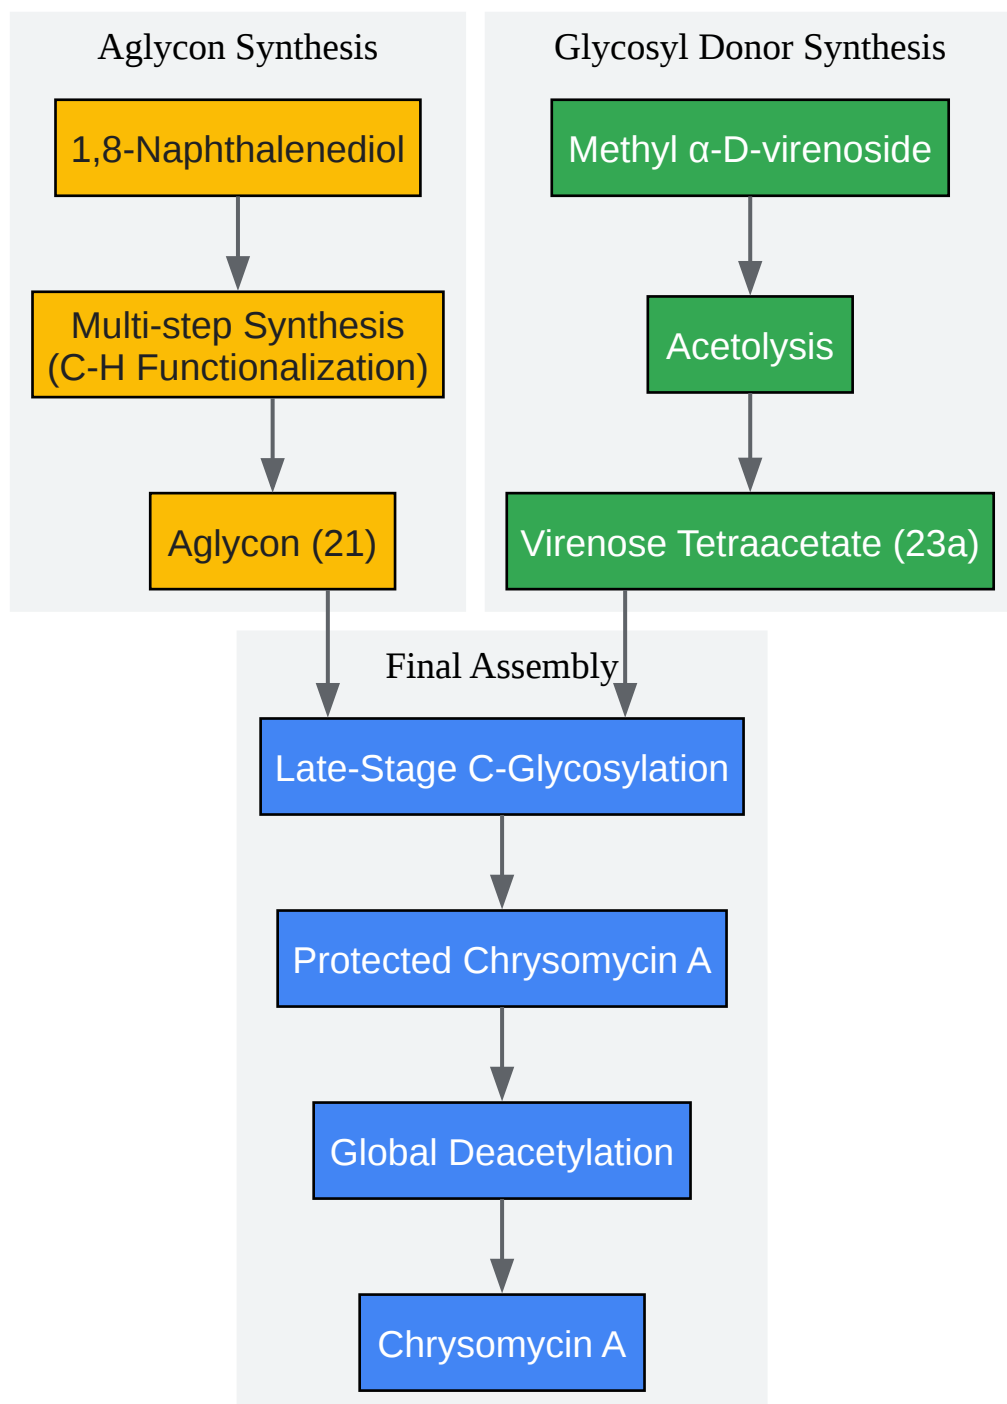 Aglycon Synthesis
1,8-Naphthalenediol
Multi-step Synthesis
(C-H Functionalization)
Aglycon (21)
Glycosyl Donor Synthesis
Methyl α-D-virenoside
Acetolysis
Virenose Tetraacetate (23a)
Final Assembly
Late-Stage C-Glycosylation
Protected Chrysomycin A
Global Deacetylation
Chrysomycin A